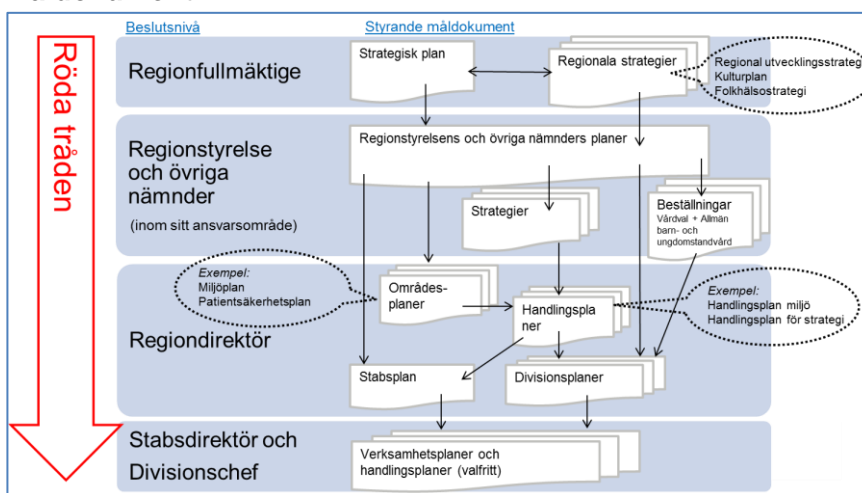 Beslutsnivå
Styrande måldokument
Röda tråden
Regionfullmäktige
Strategisk plan
Regionala strategier
Regional utvecklingsstrategi
Kulturplan
Folkhälsostrategi
Regionstyrelse
och övriga
nämnder
(inom sitt ansvarsområde)
Regionstyrelsens och övriga nämnders planer
Strategier
Beställningar
Vårdval + Allmän
barn- och
ungdomstandvård
Regiondirektör
Exempel:
Miljöplan
Patientsäkerhetsplan
Områdes-
planer
Handlingspla
ner
Exempel:
Handlingsplan miljö
Handlingsplan för strategi
Stabsplan
Divisionsplaner
Stabsdirektör och
Divisionschef
Verksamhetsplaner och
handlingsplaner (valfritt)